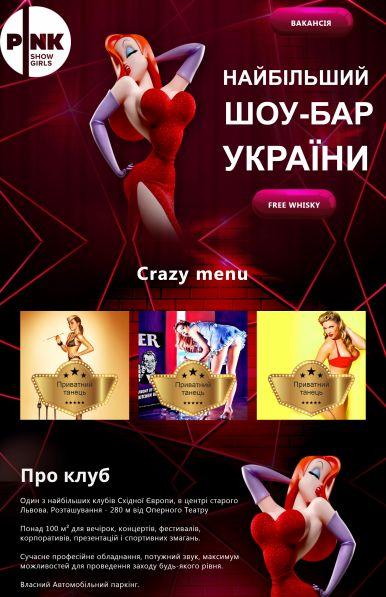 ВАКАНСІЯ
PINK
SHOW
GIRLS
НАЙБІЛЬШИЙ
ШОУ-БАР
УКРАЇНИ
FREE WHISKY
Crazy menu
Приватний
танець
Приватний
танець
Приватний
танець
Про клуб
Один з найбільших клубів Східної Європи, в центрі старого
Львова. Розташування - 280 м від Оперного Театру
Понад 100 м² для вечірок, концертів, фестивалів,
корпоративів, презентацій і спортивних змагань.
Сучасне професійне обладнання, потужний звук, максимум
можливостей для проведення заходу будь-якого рівня.
Власний Автомобільний паркінг.